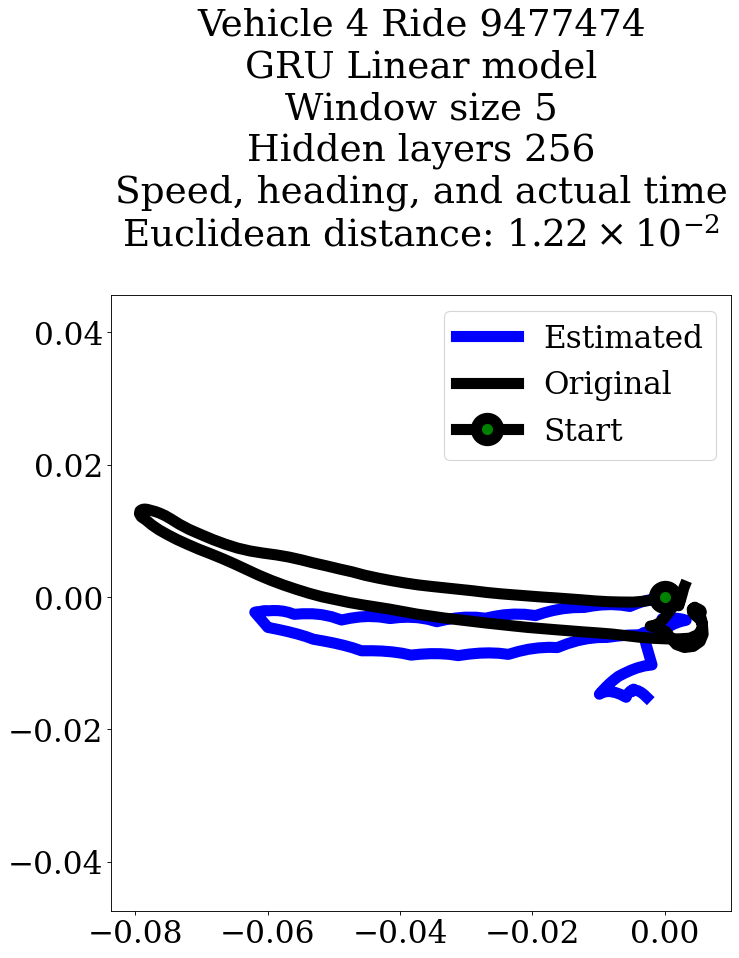 Vehicle 4 Ride 9477474
GRU Linear model
Window size 5
Hidden layers 256
Speed, heading, and actual time
Euclidean distance: 1.22 × 10⁻²
Estimated
Original
Start
0.04
0.02
0.00
−0.02
−0.04
−0.08 −0.06 −0.04 −0.02 0.00